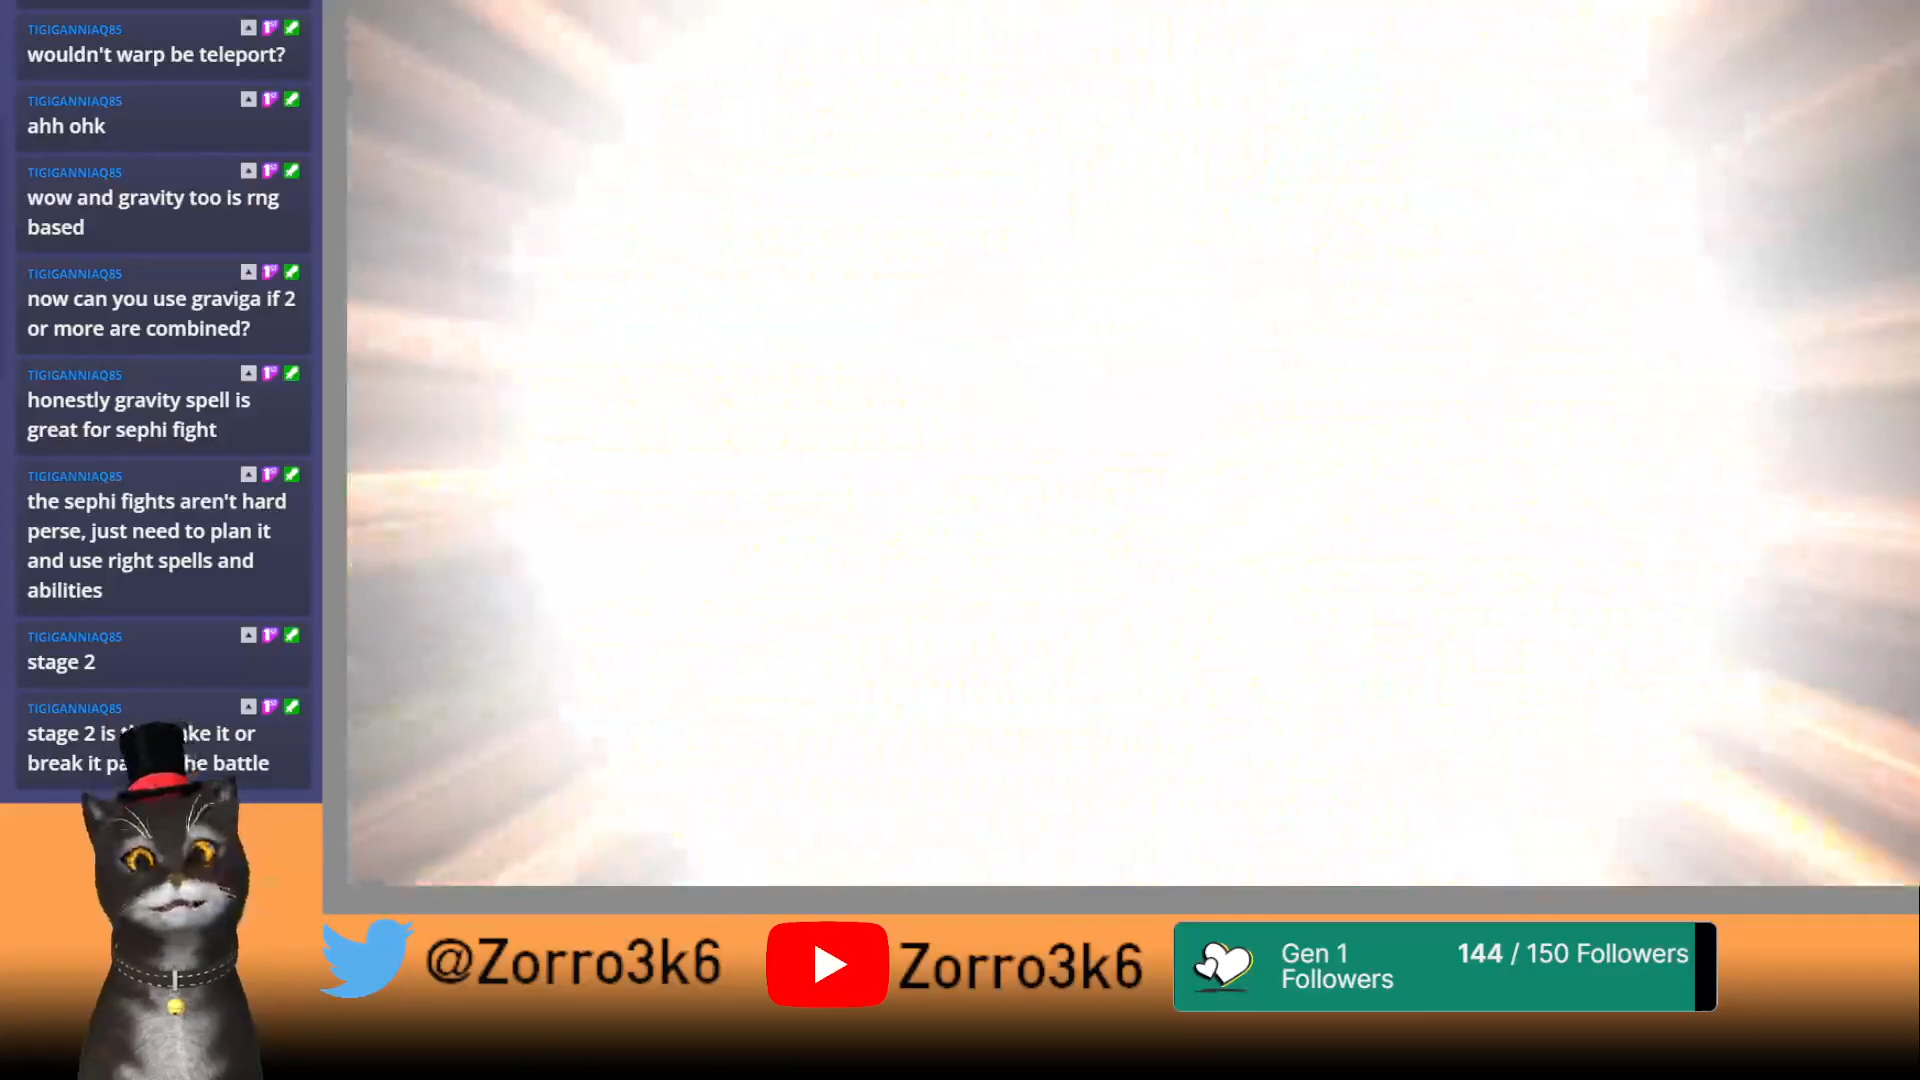 TIGIGANNIAQ85
wouldn't warp be teleport?
TIGIGANNIAQ85
ahh ohk
TIGIGANNIAQ85
wow and gravity too is rng
based
TIGIGANNIAQ85
now can you use graviga if 2
or more are combined?
TIGIGANNIAQ85
honestly gravity spell is
great for sephi fight
TIGIGANNIAQ85
the sephi fights aren't hard
perse, just need to plan it
and use right spells and
abilities
TIGIGANNIAQ85
stage 2
TIGIGANNIAQ85
stage 2 is it or
break it battle
@Zorro3k6
Zorro3k6
Gen 1
Followers
144 / 150 Followers